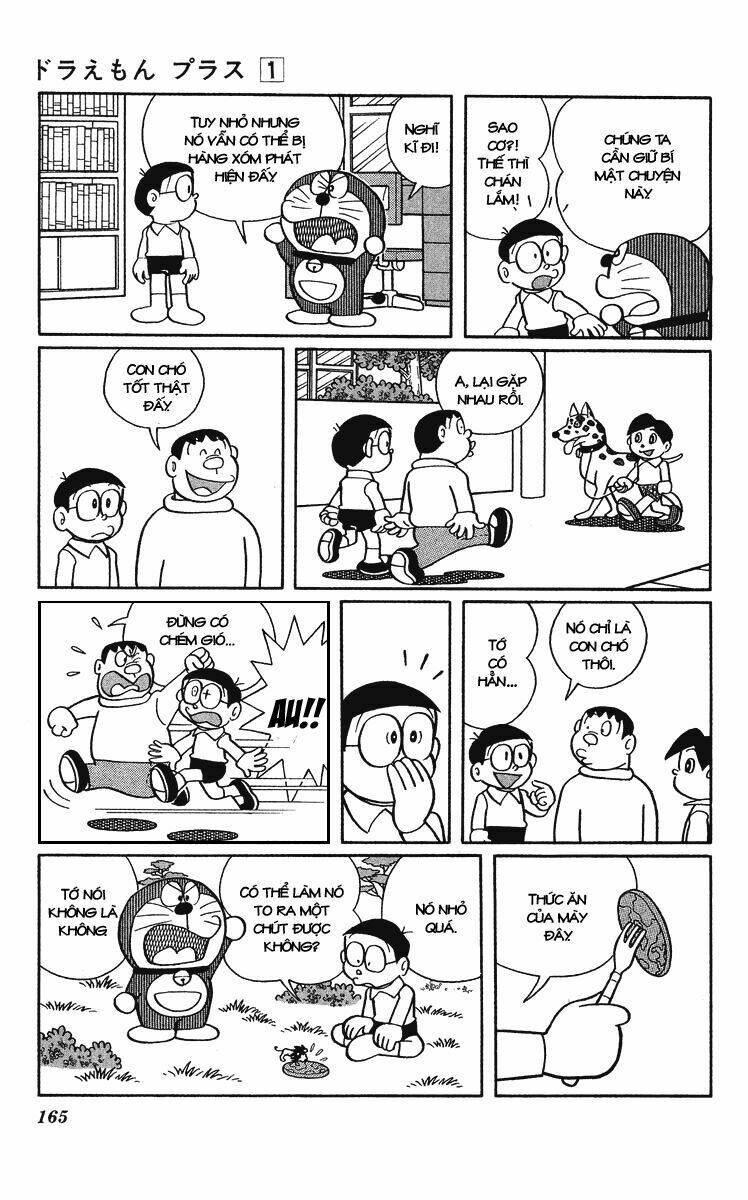 ドラえもん プラス 1
CHÚNG TA
CẦN GIỮ BÍ
MẬT CHUYỆN
NÀY.
SAO
CƠ?!
THẾ THÌ
CHÁN
LẮM!
NGHĨ
KĨ ĐI!
TUY NHỎ NHƯNG
NÓ VẪN CÓ THỂ BỊ
HÀNG XÓM PHÁT
HIỆN ĐẤY.
A, LẠI GẶP
NHAU RỒI.
CON CHÓ
TỐT THẬT
ĐẤY.
NÓ CHỈ LÀ
CON CHÓ
THÔI.
TỚ
CÓ
HẲN...
AU!!
ĐỪNG CÓ
CHÉM GIÓ...
THỨC ĂN
CỦA MÀY
ĐÂY.
NÓ NHỎ
QUÁ.
CÓ THỂ LÀM NÓ
TO RA MỘT
CHÚT ĐƯỢC
KHÔNG?
TỚ NÓI
KHÔNG LÀ
KHÔNG
165